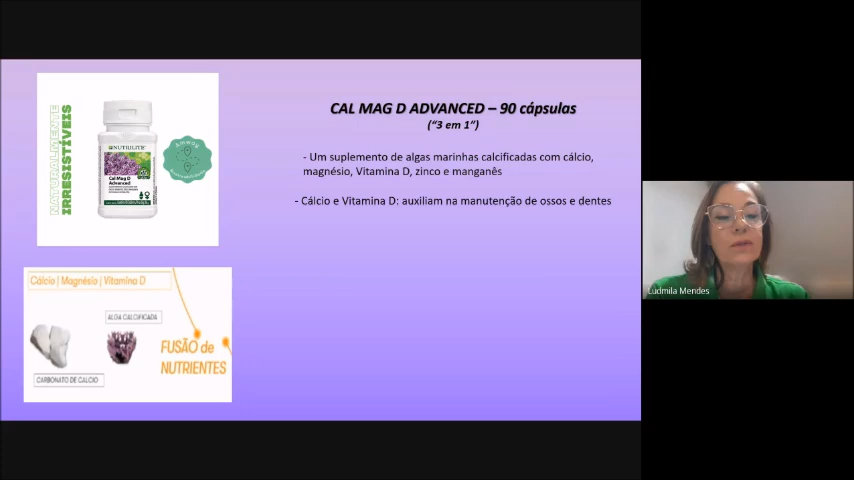 NATURALMENTE
IRRESISTÍVEIS
NUTRILITE
Cal Mag D
Advanced
CAL MAG D ADVANCED – 90 cápsulas
(“3 em 1”)
- Um suplemento de algas marinhas calcificadas com cálcio,
magnésio, Vitamina D, zinco e manganês
- Cálcio e Vitamina D: auxiliam na manutenção de ossos e dentes
Cálcio | Magnésio | Vitamina D
ALGA CALCIFICADA
FUSÃO de
NUTRIENTES
CARBONATO DE CALCIO
Ludmila Mendes